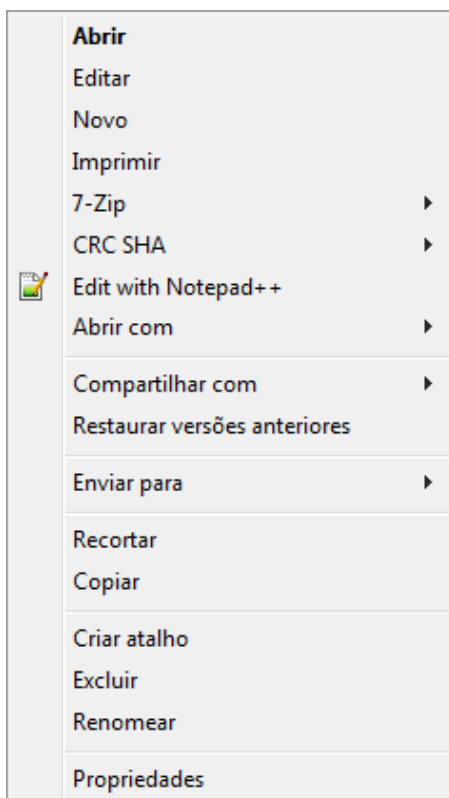 Abrir
Editar
Novo
Imprimir
7-Zip
CRC SHA
Edit with Notepad++
Abrir com
Compartilhar com
Restaurar versões anteriores
Enviar para
Recortar
Copiar
Criar atalho
Excluir
Renomear
Propriedades